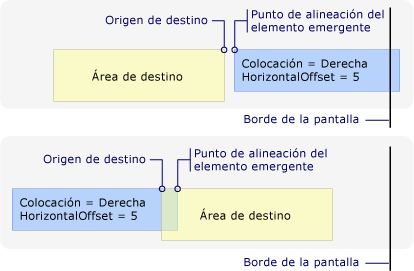 Origen de destino
Punto de alineación del
elemento emergente
Área de destino
Colocación = Derecha
HorizontalOffset = 5
Borde de la pantalla
Origen de destino
Punto de alineación del
elemento emergente
Colocación = Derecha
HorizontalOffset = 5
Área de destino
Borde de la pantalla